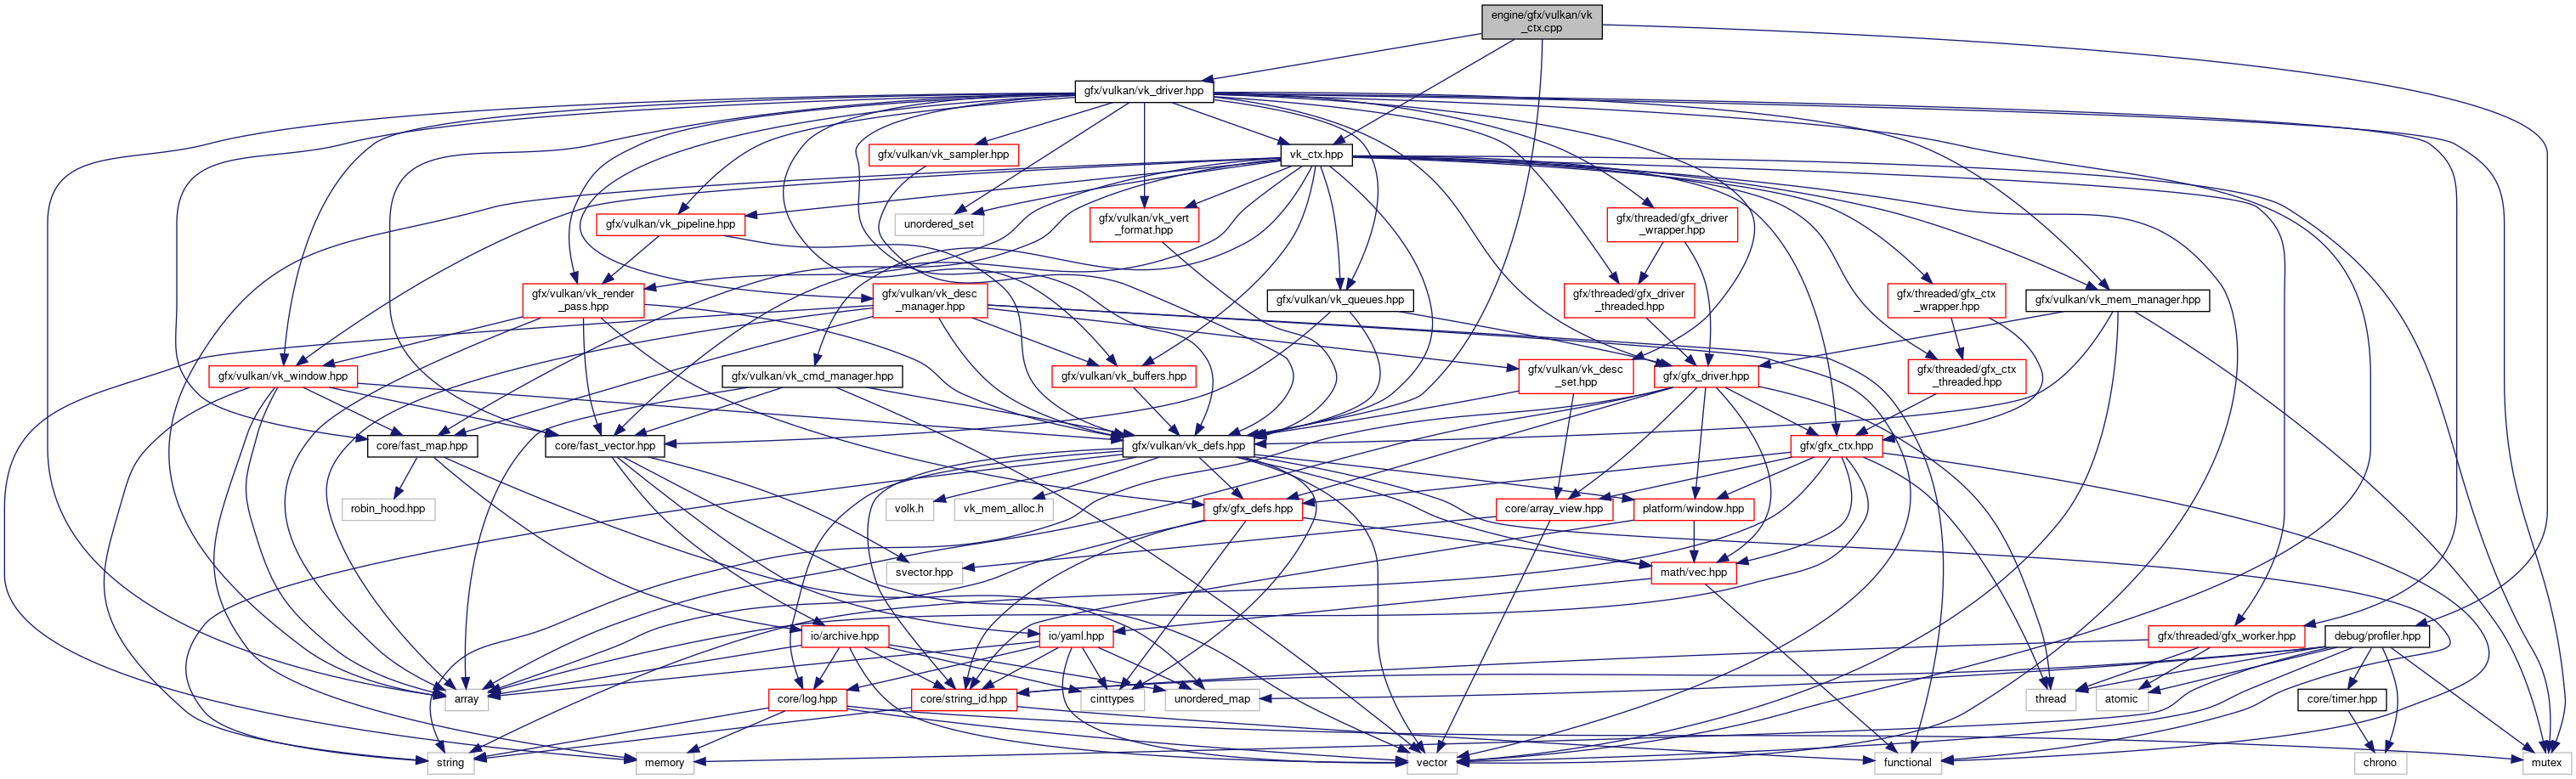 engine/gfx/vulkan/vk
_ctx.cpp
gfx/vulkan/vk_driver.hpp
gfx/vulkan/vk_sampler.hpp
vk_ctx.hpp
gfx/vulkan/vk_pipeline.hpp
unordered_set
gfx/vulkan/vk_vert
_format.hpp
gfx/threaded/gfx_driver
_wrapper.hpp
gfx/vulkan/vk_render
_pass.hpp
gfx/vulkan/vk_desc
_manager.hpp
gfx/vulkan/vk_queues.hpp
gfx/threaded/gfx_driver
_threaded.hpp
gfx/threaded/gfx_ctx
_wrapper.hpp
gfx/vulkan/vk_mem_manager.hpp
gfx/vulkan/vk_window.hpp
gfx/vulkan/vk_cmd_manager.hpp
gfx/vulkan/vk_buffers.hpp
gfx/vulkan/vk_desc
_set.hpp
gfx/gfx_driver.hpp
gfx/threaded/gfx_ctx
_threaded.hpp
core/fast_map.hpp
core/fast_vector.hpp
gfx/vulkan/vk_defs.hpp
gfx/gfx_ctx.hpp
robin_hood.hpp
volk.h
vk_mem_alloc.h
gfx/gfx_defs.hpp
core/array_view.hpp
platform/window.hpp
svector.hpp
math/vec.hpp
io/archive.hpp
io/yaml.hpp
gfx/threaded/gfx_worker.hpp
debug/profiler.hpp
array
core/log.hpp
core/string_id.hpp
cinttypes
unordered_map
thread
atomic
core/timer.hpp
string
memory
vector
functional
chrono
mutex